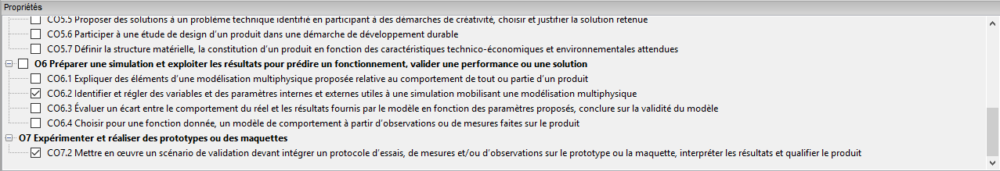 Propriétés
CO5.5 Proposer des solutions à un problème technique identifié en participant à des démarches de créativité, choisir et justifier la solution retenue
CO5.6 Participer à une étude de design d'un produit dans une démarche de développement durable
CO5.7 Définir la structure matérielle, la constitution d'un produit en fonction des caractéristiques technico-économiques et environnementales attendues
O6 Préparer une simulation et exploiter les résultats pour prédire un fonctionnement, valider une performance ou une solution
CO6.1 Expliquer des éléments d'une modélisation multiphysique proposée relative au comportement de tout ou partie d'un produit
CO6.2 Identifier et régler des variables et des paramètres internes et externes utiles à une simulation mobilisant une modélisation multiphysique
CO6.3 Évaluer un écart entre le comportement du réel et les résultats fournis par le modèle en fonction des paramètres proposés, conclure sur la validité du modèle
CO6.4 Choisir pour une fonction donnée, un modèle de comportement à partir d'observations ou de mesures faites sur le produit
O7 Expérimenter et réaliser des prototypes ou des maquettes
CO7.2 Mettre en œuvre un scénario de validation devant intégrer un protocole d'essais, de mesures et/ou d'observations sur le prototype ou la maquette, interpréter les résultats et qualifier le produit